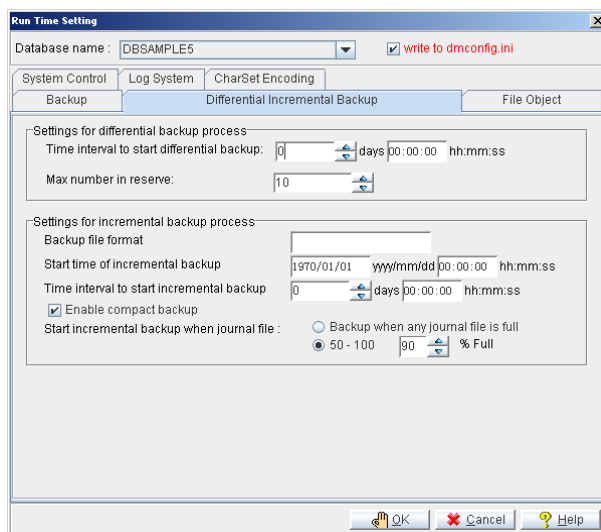 Run Time Setting
Database name : DBSAMPLE5 write to dmconfig.ini
System Control Log System CharSet Encoding
Backup Differential Incremental Backup File Object
Settings for differential backup process
Time interval to start differential backup: 0 days 00:00:00 hh:mm:ss
Max number in reserve: 10
Settings for incremental backup process
Backup file format
Start time of incremental backup 1970/01/01 yyyy/mm/dd 00:00:00 hh:mm:ss
Time interval to start incremental backup 0 days 00:00:00 hh:mm:ss
Enable compact backup
Start incremental backup when journal file : Backup when any journal file is full
50 - 100 90 % Full
OK Cancel Help